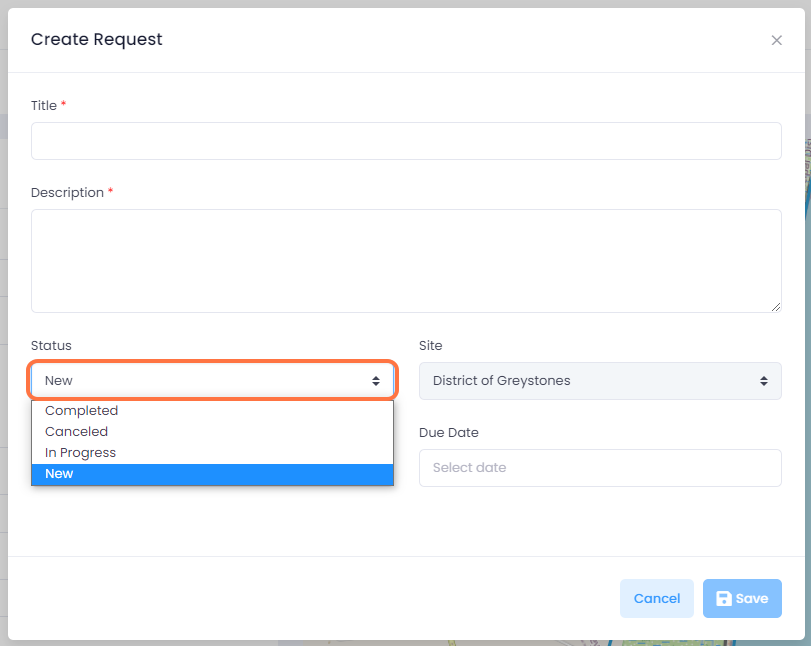 Create Request
Title *
Description *
Status
Site
New
District of Greystones
Completed
Canceled
In Progress
New
Due Date
Select date
Cancel
Save